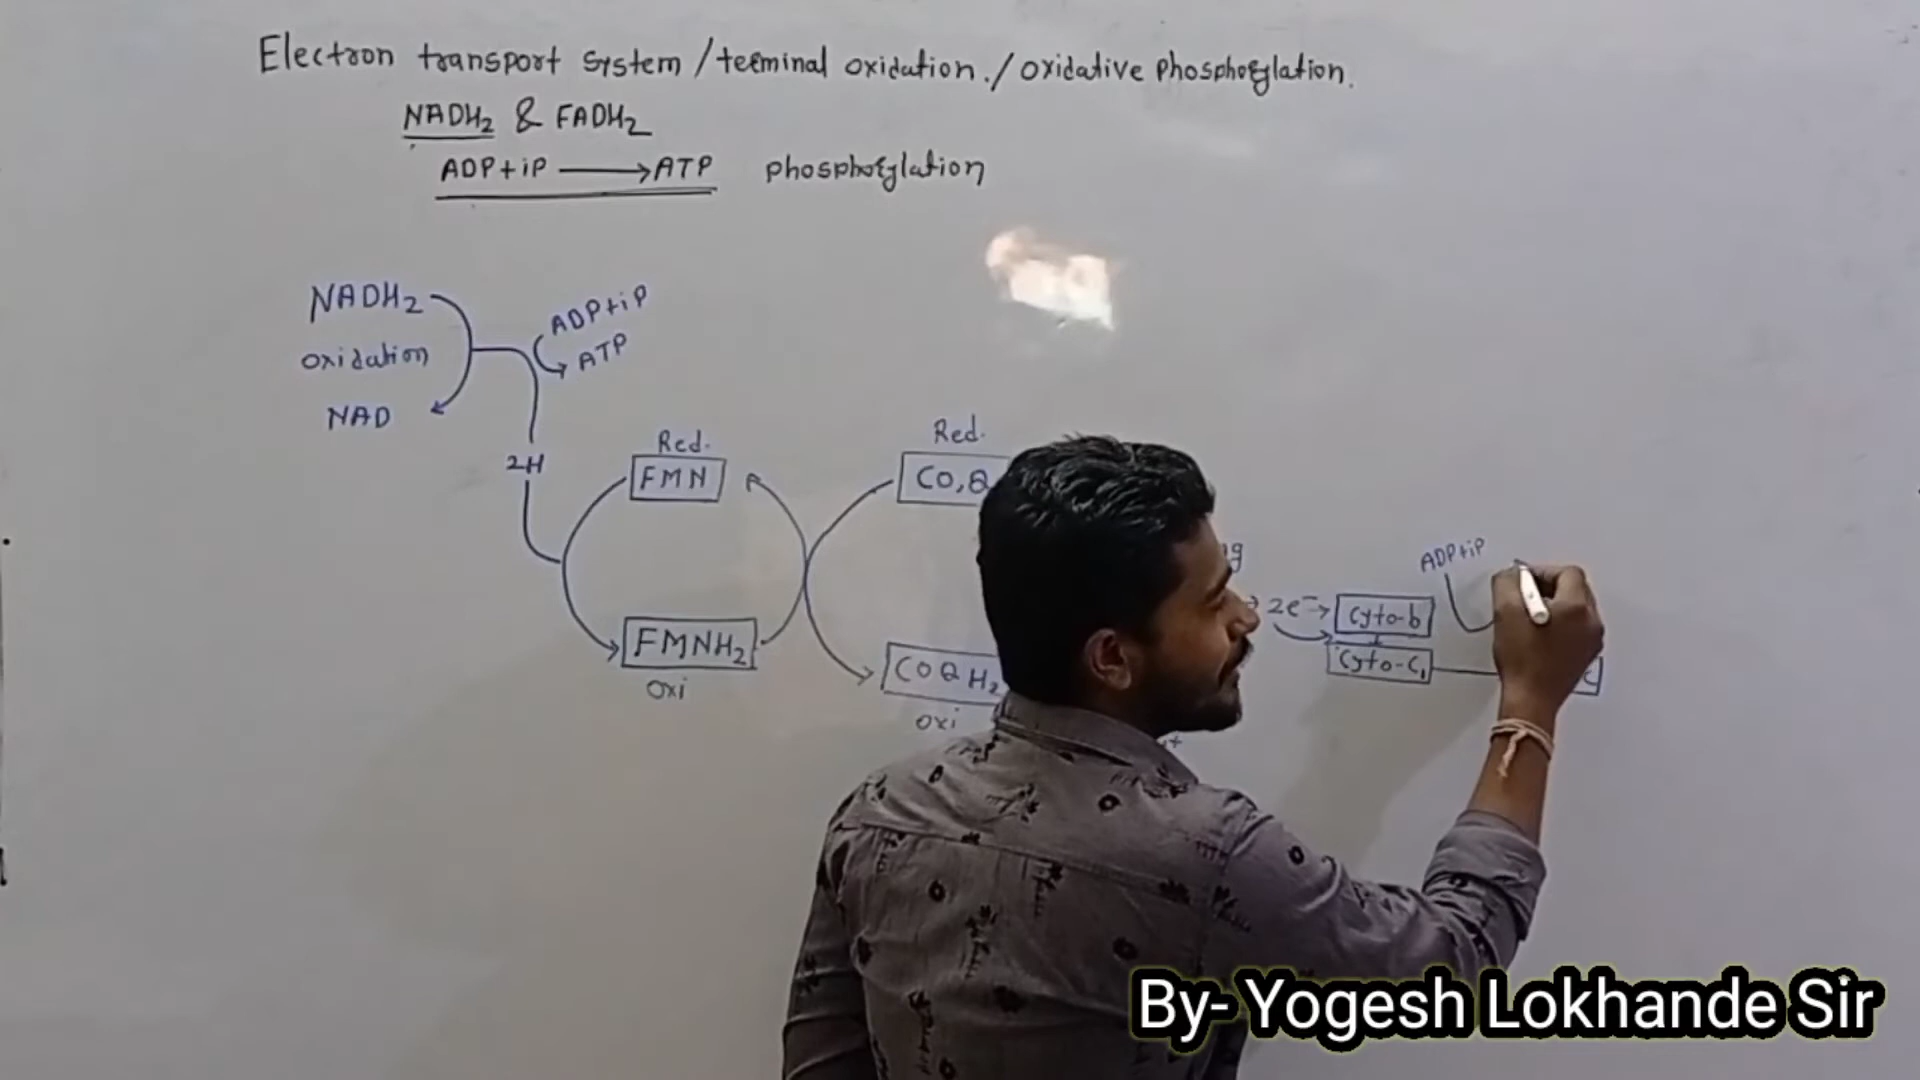 Electron transport system / terminal oxidation. / oxidative phosphorylation.
NADH₂ & FADH₂
ADP+iP ⟶ ATP phosphorylation
NADH₂
ADP+iP
oxidation
ATP
NAD
2H
Red.
FMN
Red.
CO,Q
ADP+iP
2e⁻→
Cyto-b
FMNH₂
COQH₂
Cyto-C₁
C
oxi
oxi
By- Yogesh Lokhande Sir